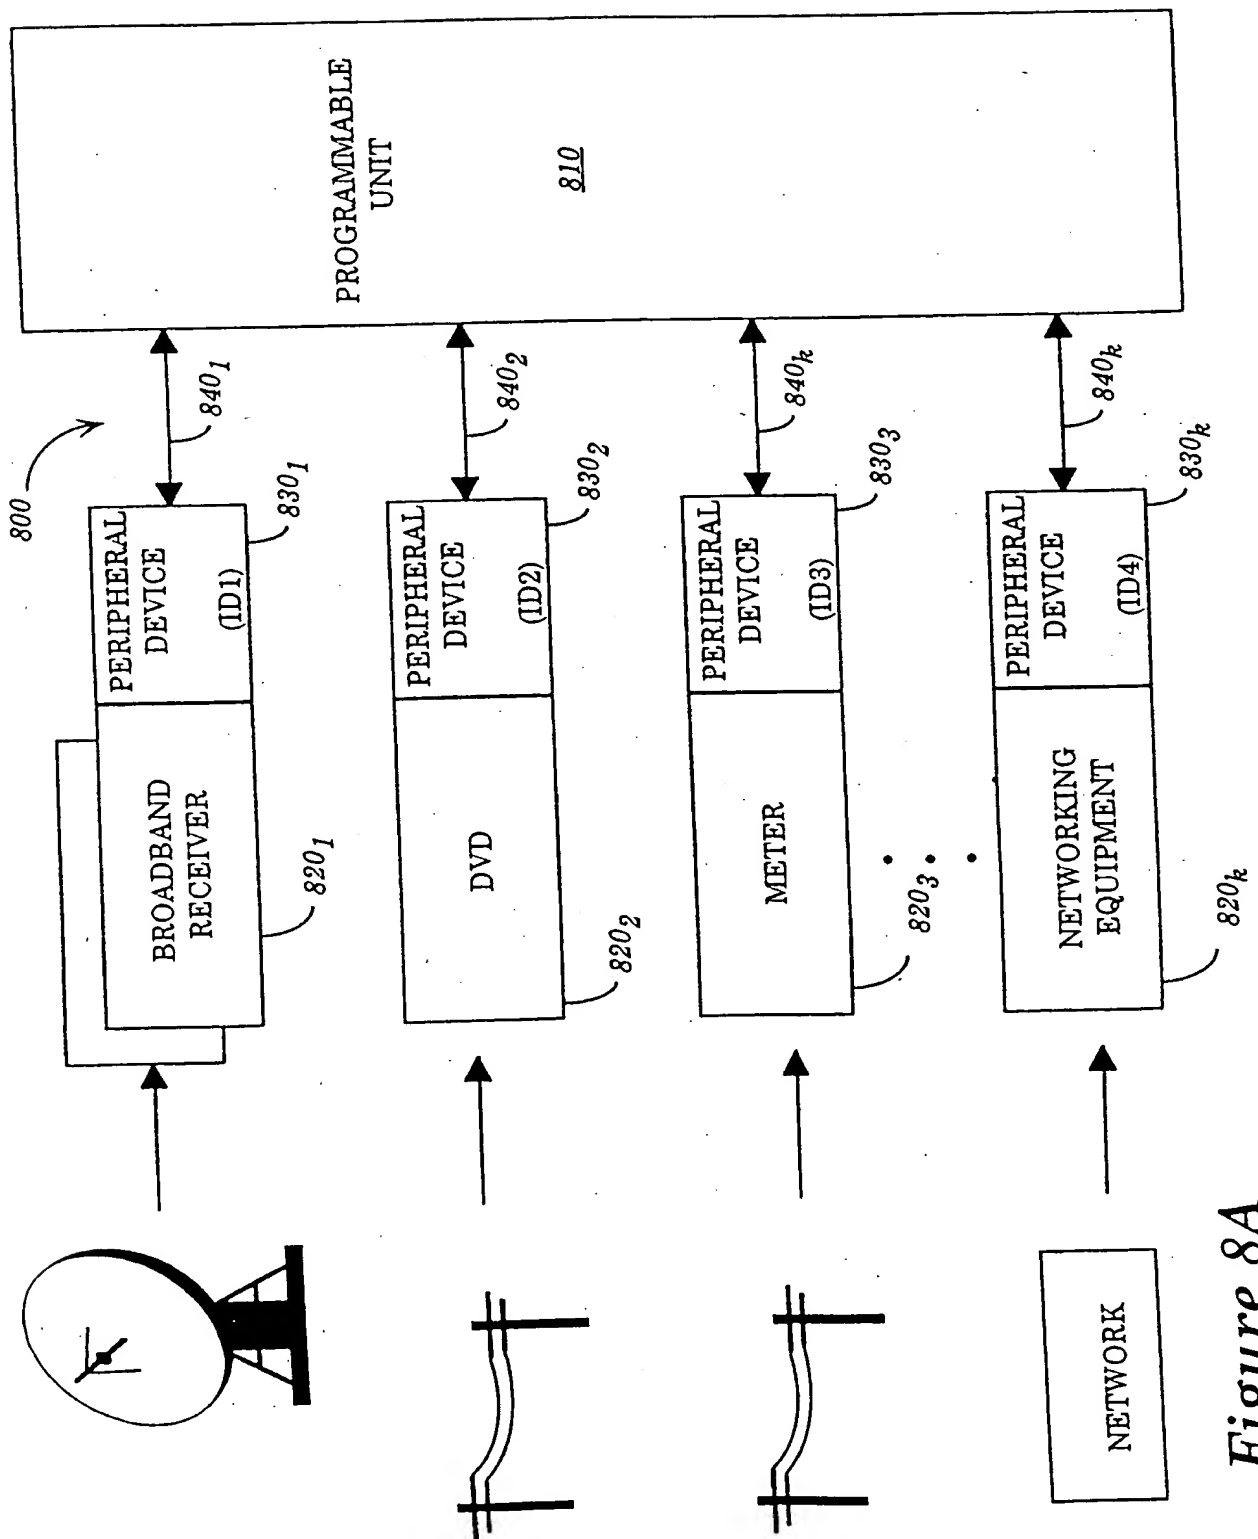 800
PROGRAMMABLE
UNIT
810
840₁
840₂
840ₖ
840ₖ
PERIPHERAL
DEVICE
(ID1)
830₁
PERIPHERAL
DEVICE
(ID2)
830₂
PERIPHERAL
DEVICE
(ID3)
830₃
PERIPHERAL
DEVICE
(ID4)
830ₖ
BROADBAND
RECEIVER
820₁
DVD
820₂
METER
820₃
NETWORKING
EQUIPMENT
820ₖ
NETWORK
Figure 8A